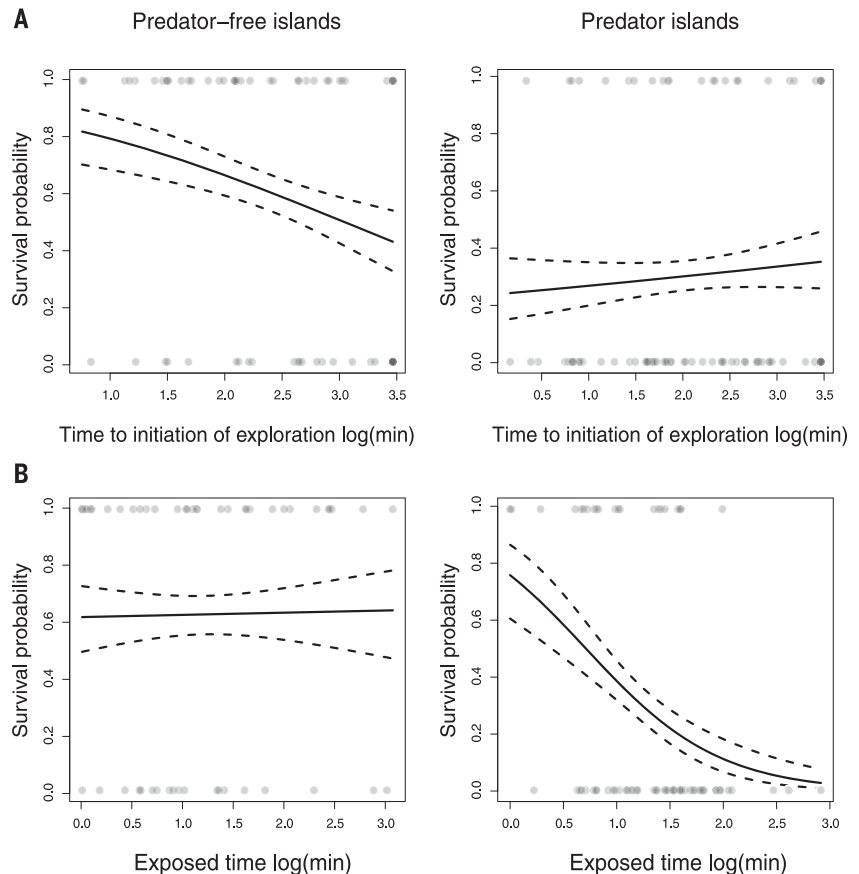 A
Predator–free islands
Predator islands
Survival probability
0.0 0.2 0.4 0.6 0.8 1.0
1.0 1.5 2.0 2.5 3.0 3.5
Time to initiation of exploration log(min)
Survival probability
0.0 0.2 0.4 0.6 0.8 1.0
0.5 1.0 1.5 2.0 2.5 3.0 3.5
Time to initiation of exploration log(min)
B
Survival probability
0.0 0.2 0.4 0.6 0.8 1.0
0.0 0.5 1.0 1.5 2.0 2.5 3.0
Exposed time log(min)
Survival probability
0.0 0.2 0.4 0.6 0.8 1.0
0.0 0.5 1.0 1.5 2.0 2.5 3.0
Exposed time log(min)